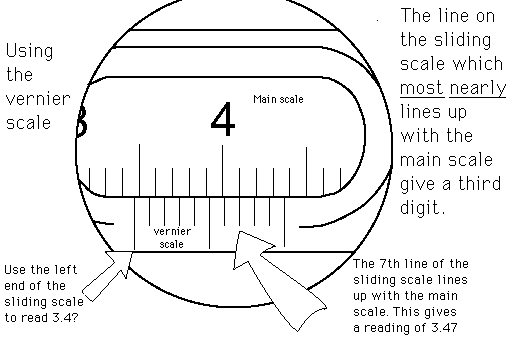 Using
the
vernier
scale
3
4
Main scale
vernier
scale
The line on
the sliding
scale which
most nearly
lines up
with the
main scale
give a third
digit.
Use the left
end of the
sliding scale
to read 3.4?
The 7th line of the
sliding scale lines
up with the main
scale. This gives
a reading of 3.47